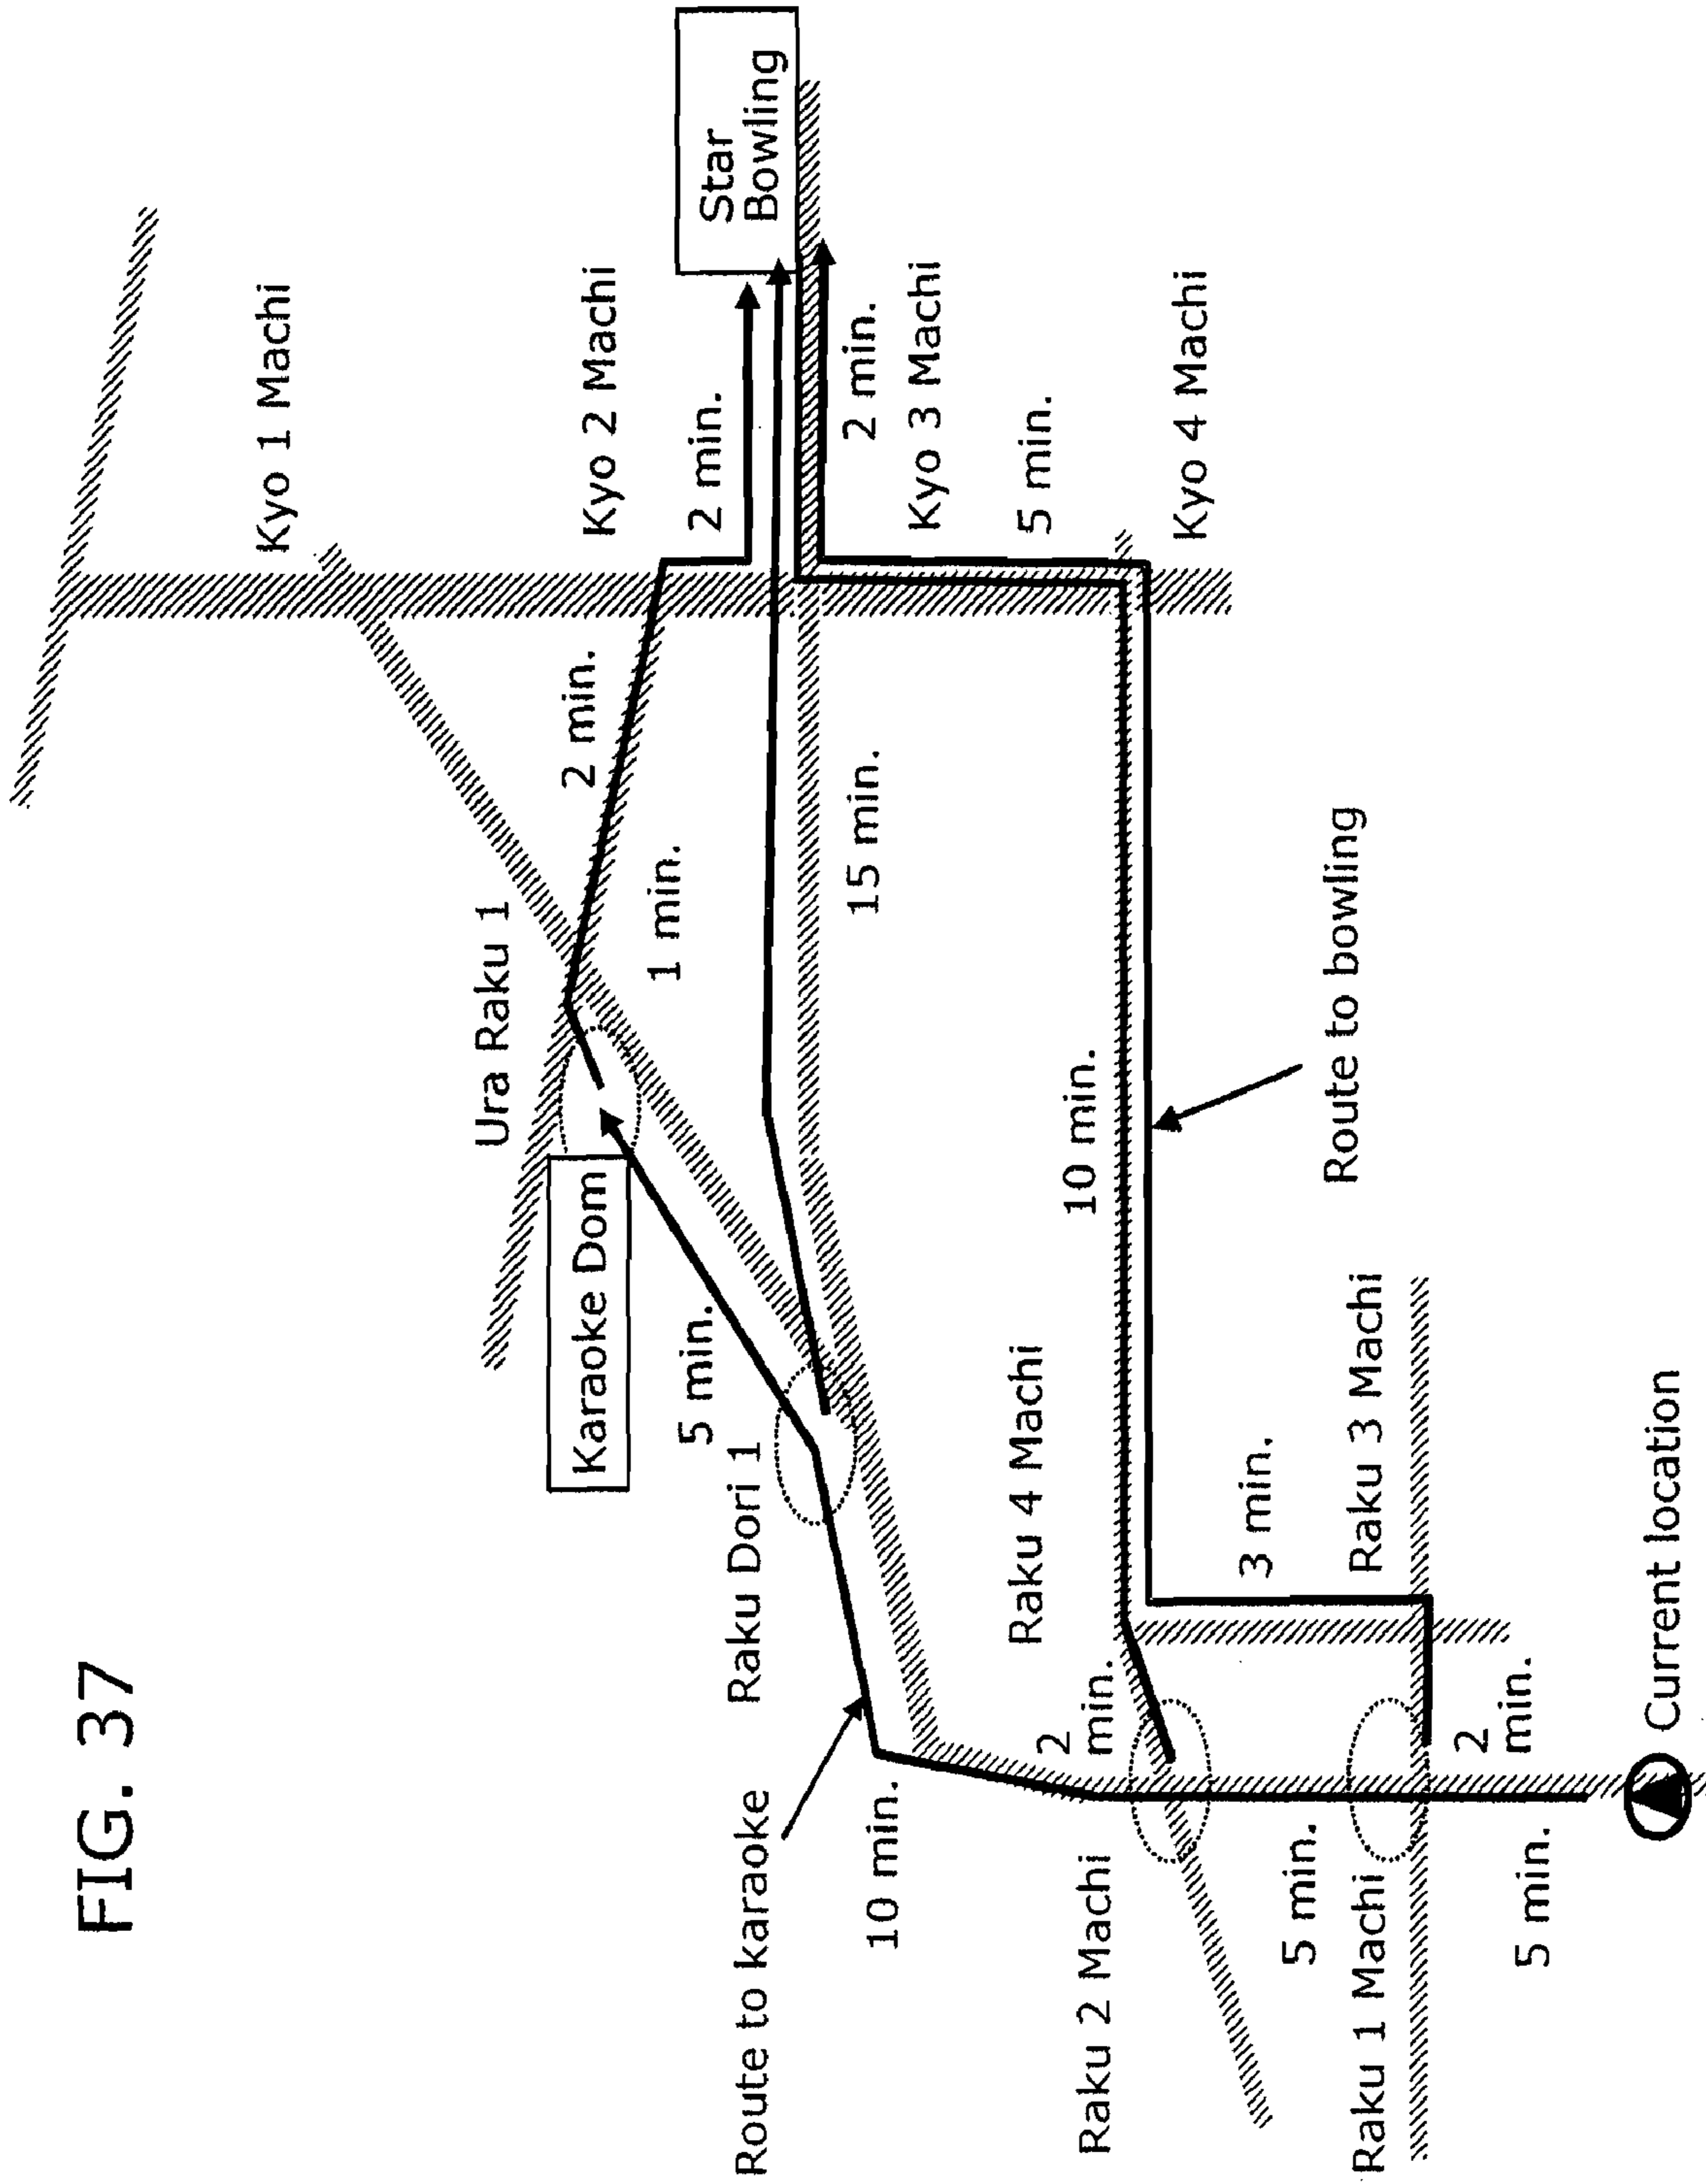 FIG. 37
Kyo 1 Machi
Kyo 2 Machi
2 min.
Star
Bowling
2 min.
Kyo 3 Machi
5 min.
Kyo 4 Machi
2 min.
Ura Raku 1
1 min.
15 min.
Karaoke Dom
5 min.
Raku Dori 1
Route to karaoke
10 min.
Raku 4 Machi
10 min.
Route to bowling
3 min.
Raku 3 Machi
2
min.
Raku 2 Machi
5 min.
Raku 1 Machi
2
min.
5 min.
Current location